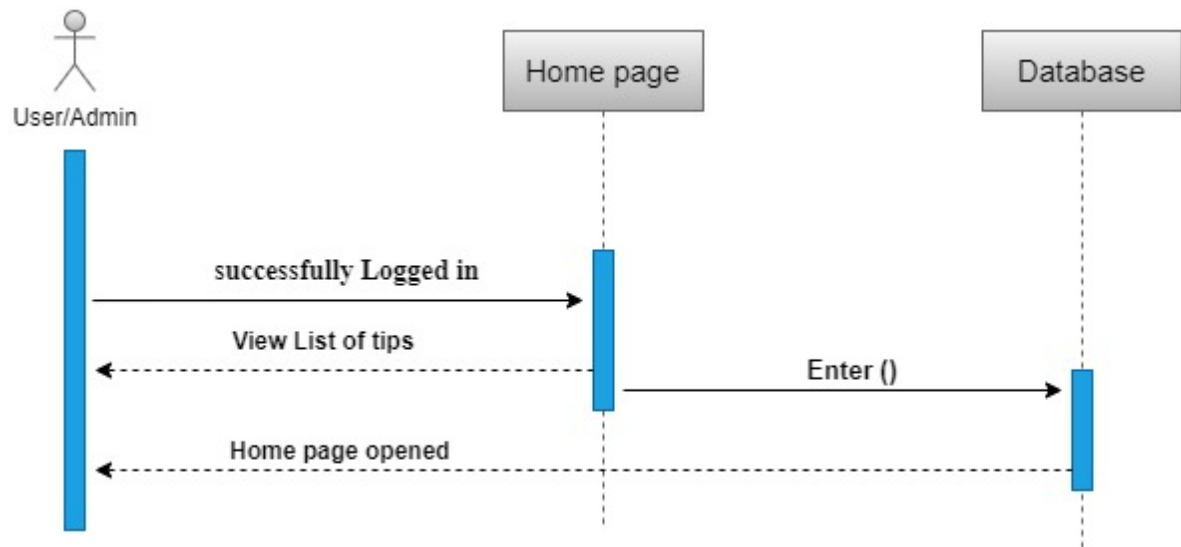 User/Admin
Home page
Database
successfully Logged in
View List of tips
Enter ()
Home page opened